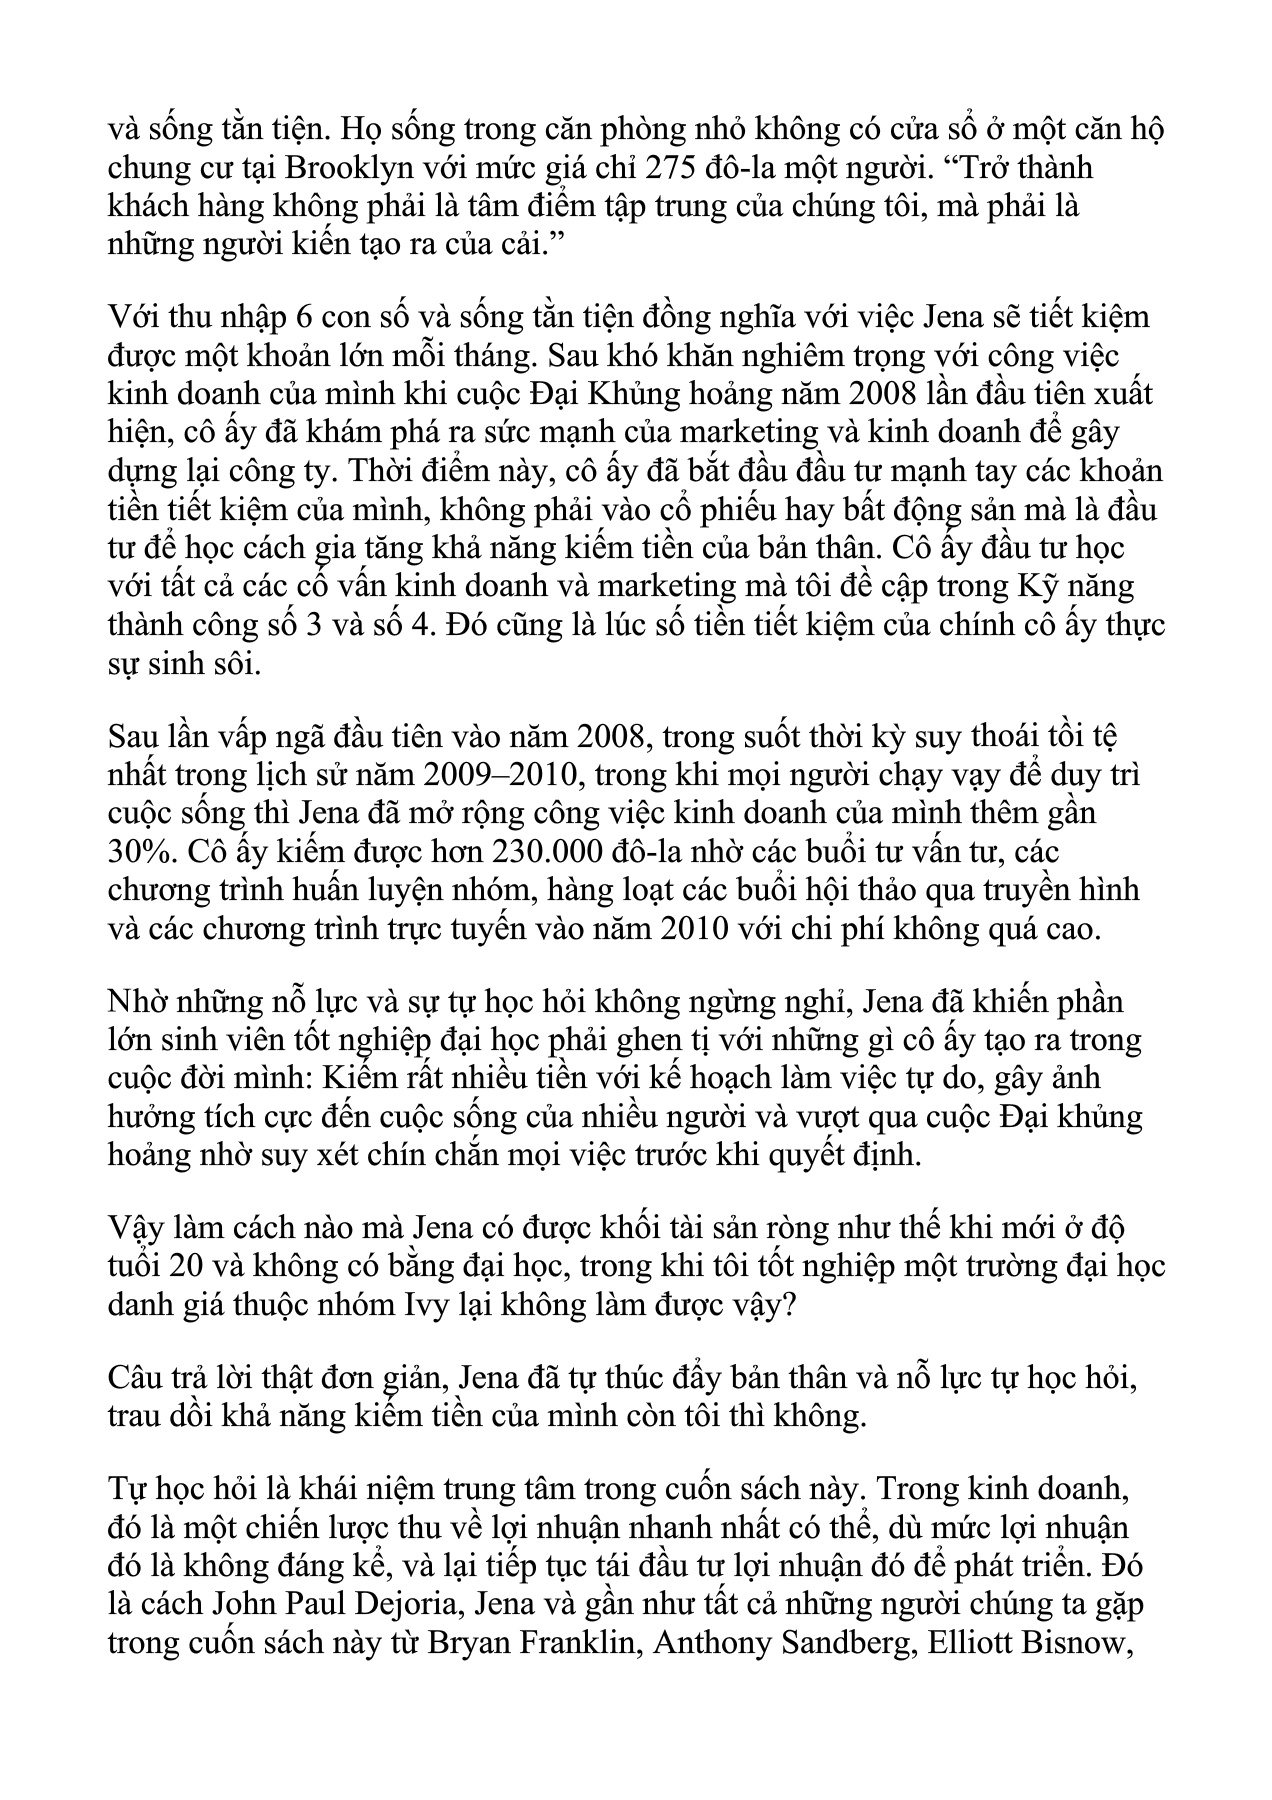 và sống tằn tiện. Họ sống trong căn phòng nhỏ không có cửa sổ ở một căn hộ
chung cư tại Brooklyn với mức giá chỉ 275 đô-la một người. “Trở thành
khách hàng không phải là tâm điểm tập trung của chúng tôi, mà phải là
những người kiến tạo ra của cải.”
Với thu nhập 6 con số và sống tằn tiện đồng nghĩa với việc Jena sẽ tiết kiệm
được một khoản lớn mỗi tháng. Sau khó khăn nghiêm trọng với công việc
kinh doanh của mình khi cuộc Đại Khủng hoảng năm 2008 lần đầu tiên xuất
hiện, cô ấy đã khám phá ra sức mạnh của marketing và kinh doanh để gây
dựng lại công ty. Thời điểm này, cô ấy đã bắt đầu đầu tư mạnh tay các khoản
tiền tiết kiệm của mình, không phải vào cổ phiếu hay bất động sản mà là đầu
tư để học cách gia tăng khả năng kiếm tiền của bản thân. Cô ấy đầu tư học
với tất cả các cố vấn kinh doanh và marketing mà tôi đề cập trong Kỹ năng
thành công số 3 và số 4. Đó cũng là lúc số tiền tiết kiệm của chính cô ấy thực
sự sinh sôi.
Sau lần vấp ngã đầu tiên vào năm 2008, trong suốt thời kỳ suy thoái tồi tệ
nhất trong lịch sử năm 2009–2010, trong khi mọi người chạy vạy để duy trì
cuộc sống thì Jena đã mở rộng công việc kinh doanh của mình thêm gần
30%. Cô ấy kiếm được hơn 230.000 đô-la nhờ các buổi tư vấn tư, các
chương trình huấn luyện nhóm, hàng loạt các buổi hội thảo qua truyền hình
và các chương trình trực tuyến vào năm 2010 với chi phí không quá cao.
Nhờ những nỗ lực và sự tự học hỏi không ngừng nghỉ, Jena đã khiến phần
lớn sinh viên tốt nghiệp đại học phải ghen tị với những gì cô ấy tạo ra trong
cuộc đời mình: Kiếm rất nhiều tiền với kế hoạch làm việc tự do, gây ảnh
hưởng tích cực đến cuộc sống của nhiều người và vượt qua cuộc Đại khủng
hoảng nhờ suy xét chín chắn mọi việc trước khi quyết định.
Vậy làm cách nào mà Jena có được khối tài sản ròng như thế khi mới ở độ
tuổi 20 và không có bằng đại học, trong khi tôi tốt nghiệp một trường đại học
danh giá thuộc nhóm Ivy lại không làm được vậy?
Câu trả lời thật đơn giản, Jena đã tự thúc đẩy bản thân và nỗ lực tự học hỏi,
trau dồi khả năng kiếm tiền của mình còn tôi thì không.
Tự học hỏi là khái niệm trung tâm trong cuốn sách này. Trong kinh doanh,
đó là một chiến lược thu về lợi nhuận nhanh nhất có thể, dù mức lợi nhuận
đó là không đáng kể, và lại tiếp tục tái đầu tư lợi nhuận đó để phát triển. Đó
là cách John Paul Dejoria, Jena và gần như tất cả những người chúng ta gặp
trong cuốn sách này từ Bryan Franklin, Anthony Sandberg, Elliott Bisnow,